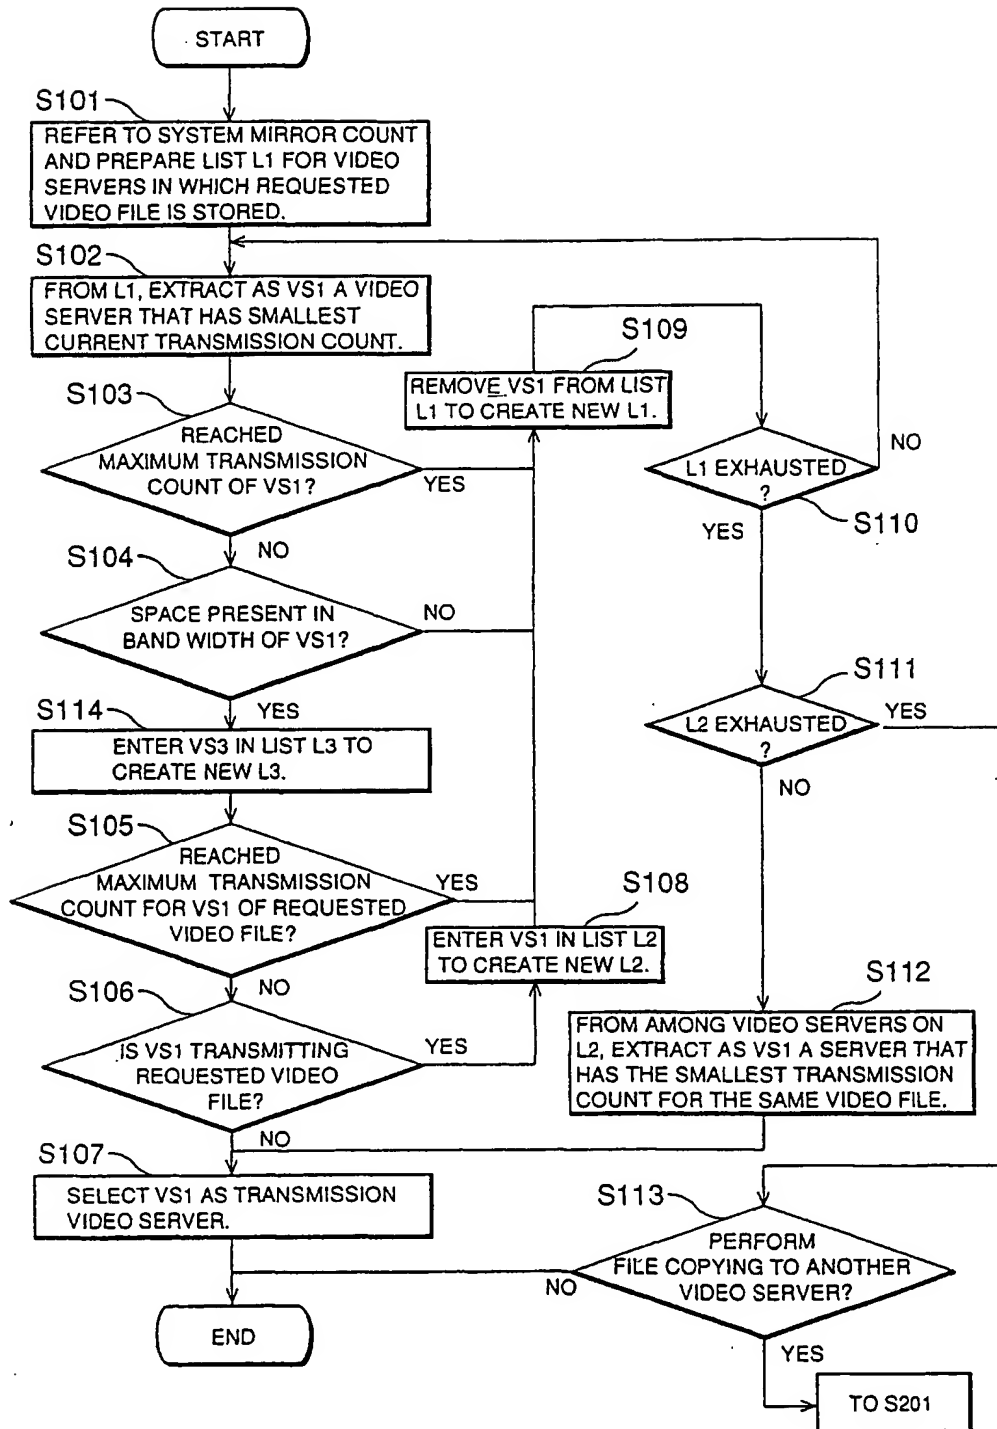 START
S101
REFER TO SYSTEM MIRROR COUNT
AND PREPARE LIST L1 FOR VIDEO
SERVERS IN WHICH REQUESTED
VIDEO FILE IS STORED.
S102
FROM L1, EXTRACT AS VS1 A VIDEO
SERVER THAT HAS SMALLEST
CURRENT TRANSMISSION COUNT.
S103
REACHED
MAXIMUM TRANSMISSION
COUNT OF VS1?
YES
NO
S104
SPACE PRESENT IN
BAND WIDTH OF VS1?
NO
YES
S114
ENTER VS3 IN LIST L3 TO
CREATE NEW L3.
S105
REACHED
MAXIMUM TRANSMISSION
COUNT FOR VS1 OF REQUESTED
VIDEO FILE?
YES
NO
S106
IS VS1 TRANSMITTING
REQUESTED VIDEO
FILE?
YES
NO
S107
SELECT VS1 AS TRANSMISSION
VIDEO SERVER.
END
S108
ENTER VS1 IN LIST L2
TO CREATE NEW L2.
S109
REMOVE VS1 FROM LIST
L1 TO CREATE NEW L1.
L1 EXHAUSTED
?
NO
S110
YES
S111
L2 EXHAUSTED
?
YES
NO
S112
FROM AMONG VIDEO SERVERS ON
L2, EXTRACT AS VS1 A SERVER THAT
HAS THE SMALLEST TRANSMISSION
COUNT FOR THE SAME VIDEO FILE.
S113
PERFORM
FILE COPYING TO ANOTHER
VIDEO SERVER?
NO
YES
TO S201